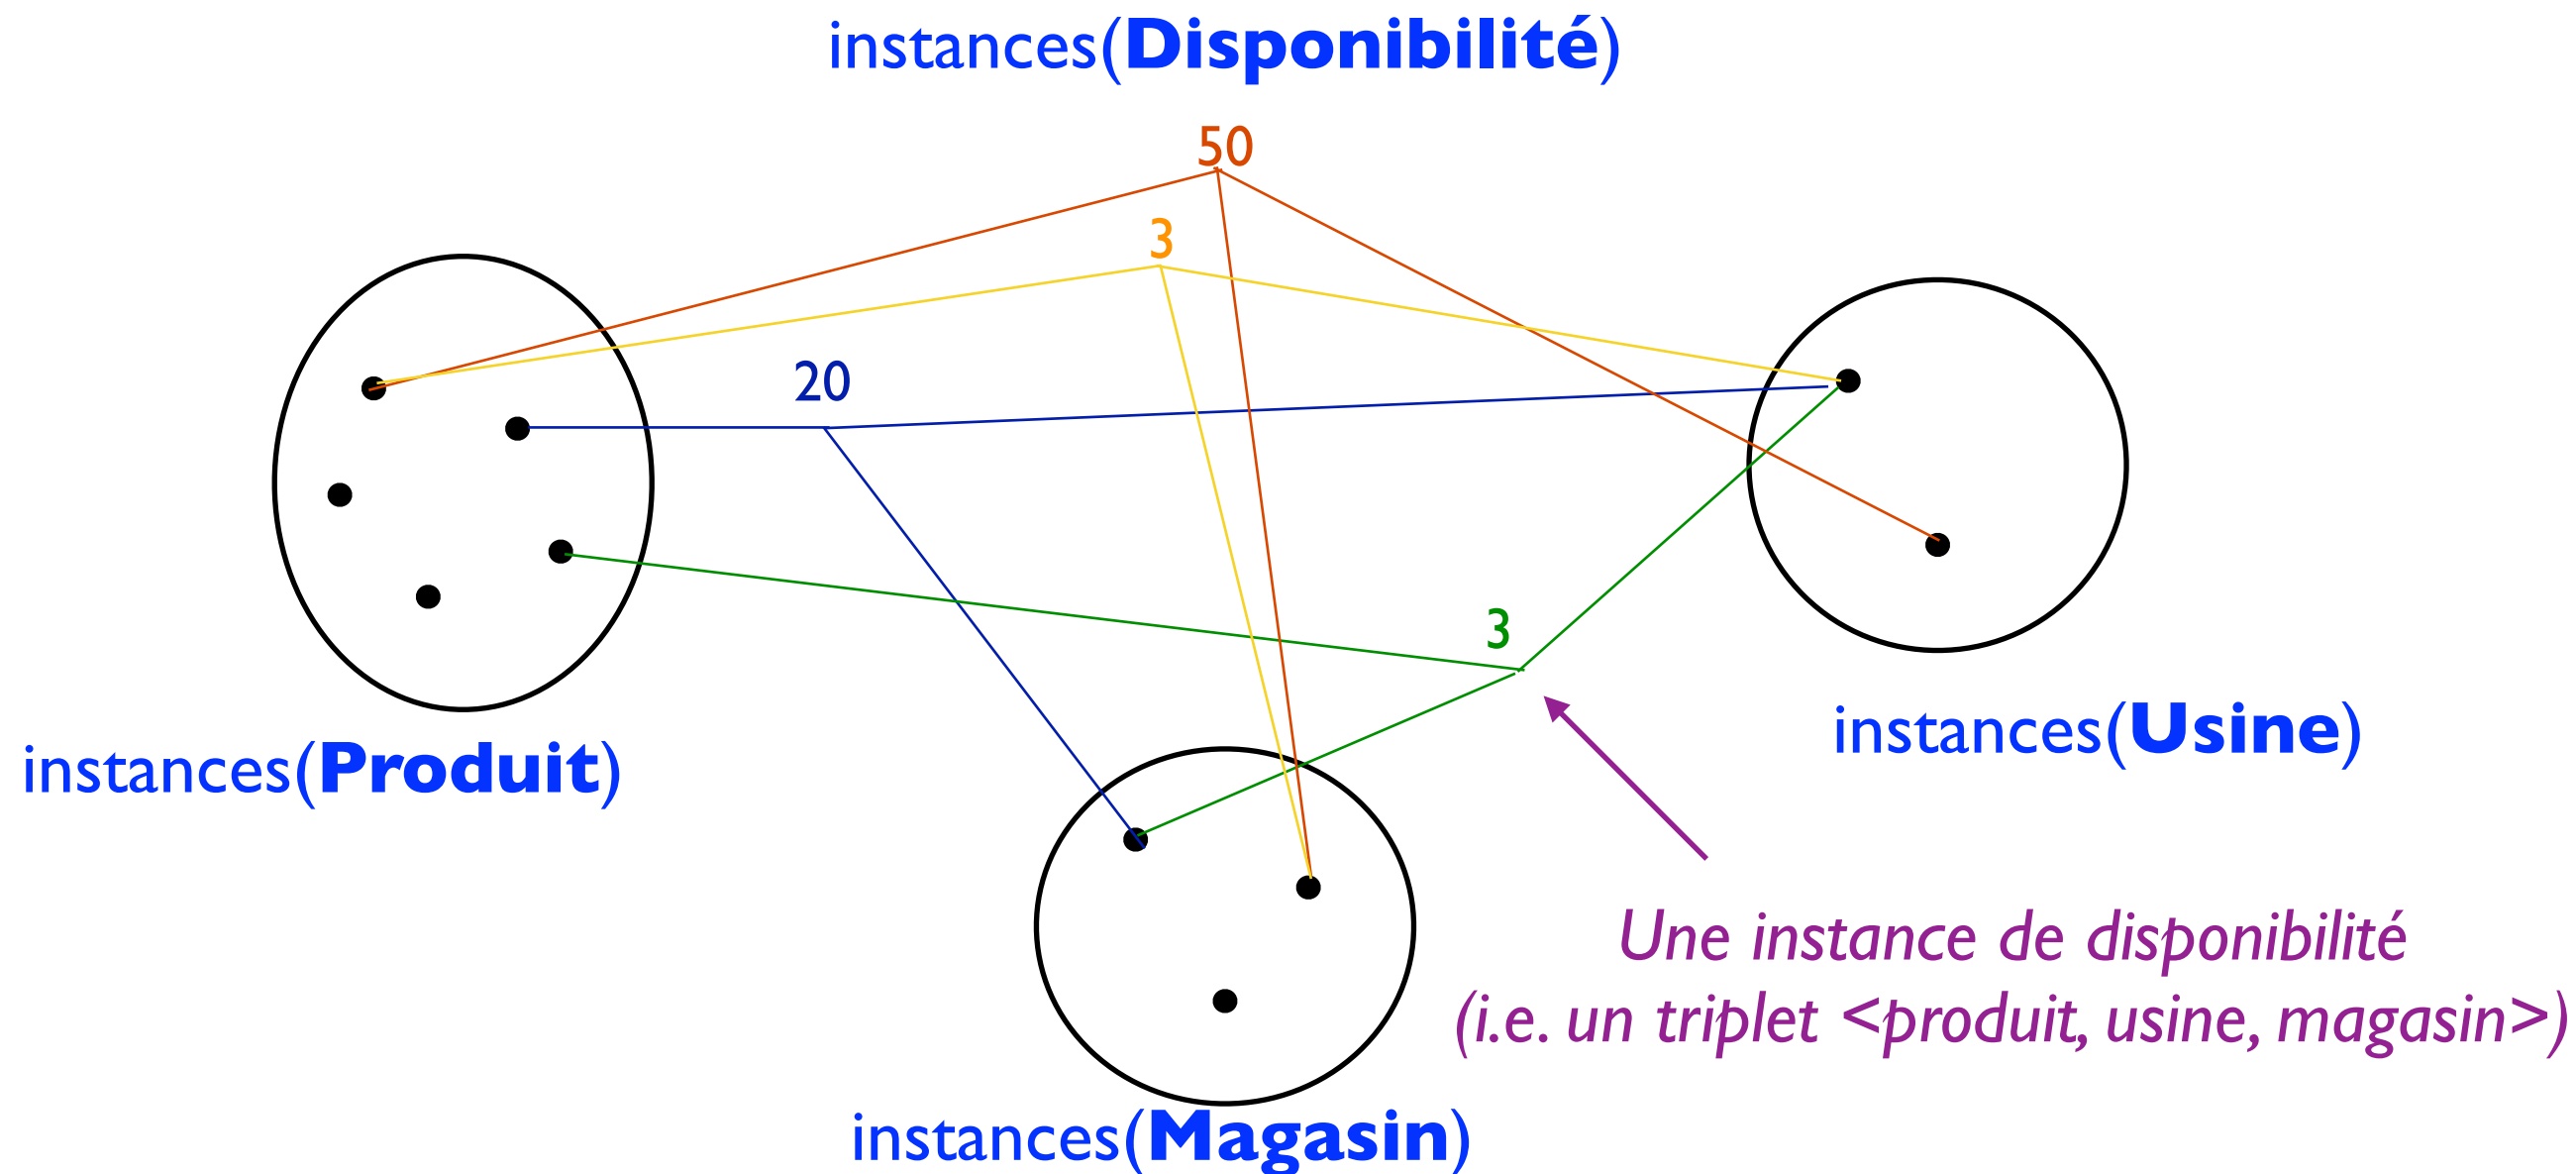 instances(Disponibilité)
50
3
20
3
instances(Usine)
instances(Produit)
Une instance de disponibilité
(i.e. un triplet <produit, usine, magasin>)
instances(Magasin)